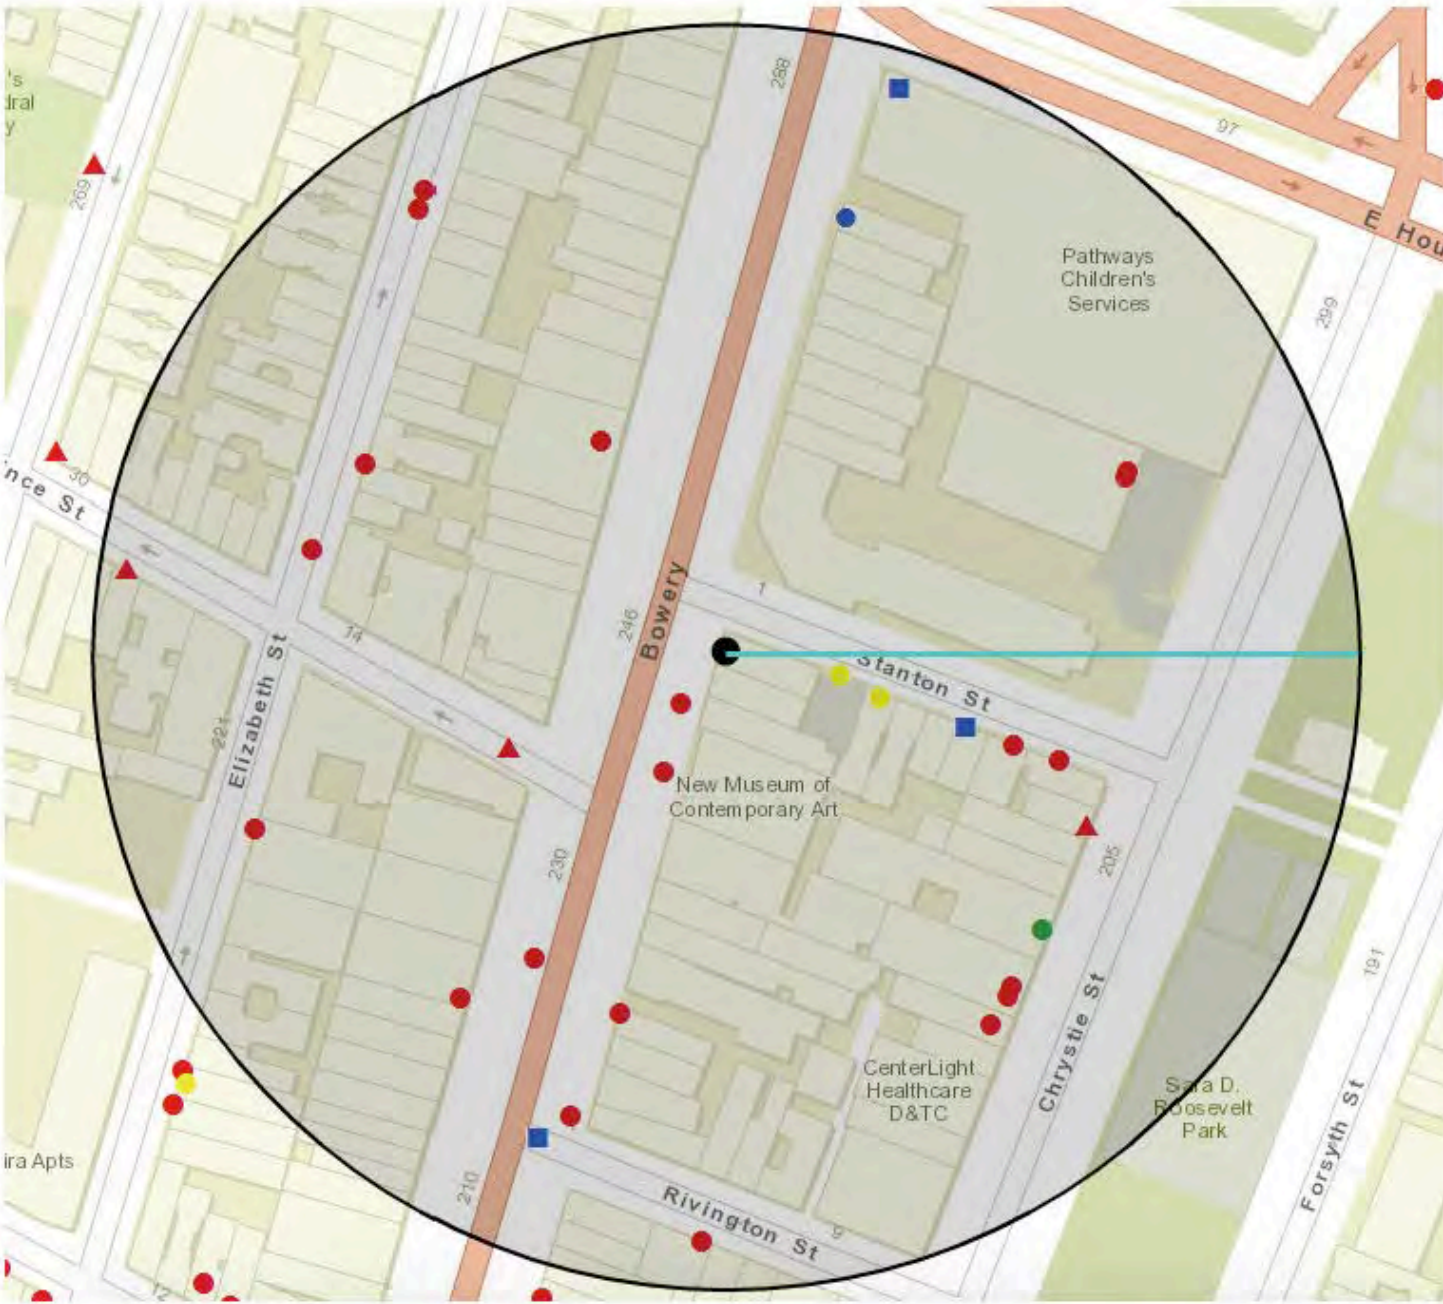 288
's
dral
y
97
269
E Hou
Pathways
Children's
Services
299
30
nce St
1
Bowery
246
14
Stanton St
Elizabeth St
221
New Museum of
Contemporary Art
230
205
191
Chrystie St
CenterLight
Healthcare
D&TC
Sara D.
Roosevelt
Park
Forsyth St
ira Apts
210
Rivington St
9
12